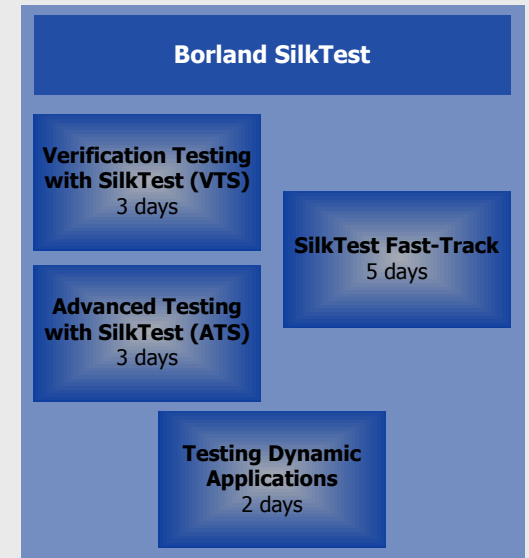 Borland SilkTest
Verification Testing
with SilkTest (VTS)
3 days
SilkTest Fast-Track
5 days
Advanced Testing
with SilkTest (ATS)
3 days
Testing Dynamic
Applications
2 days